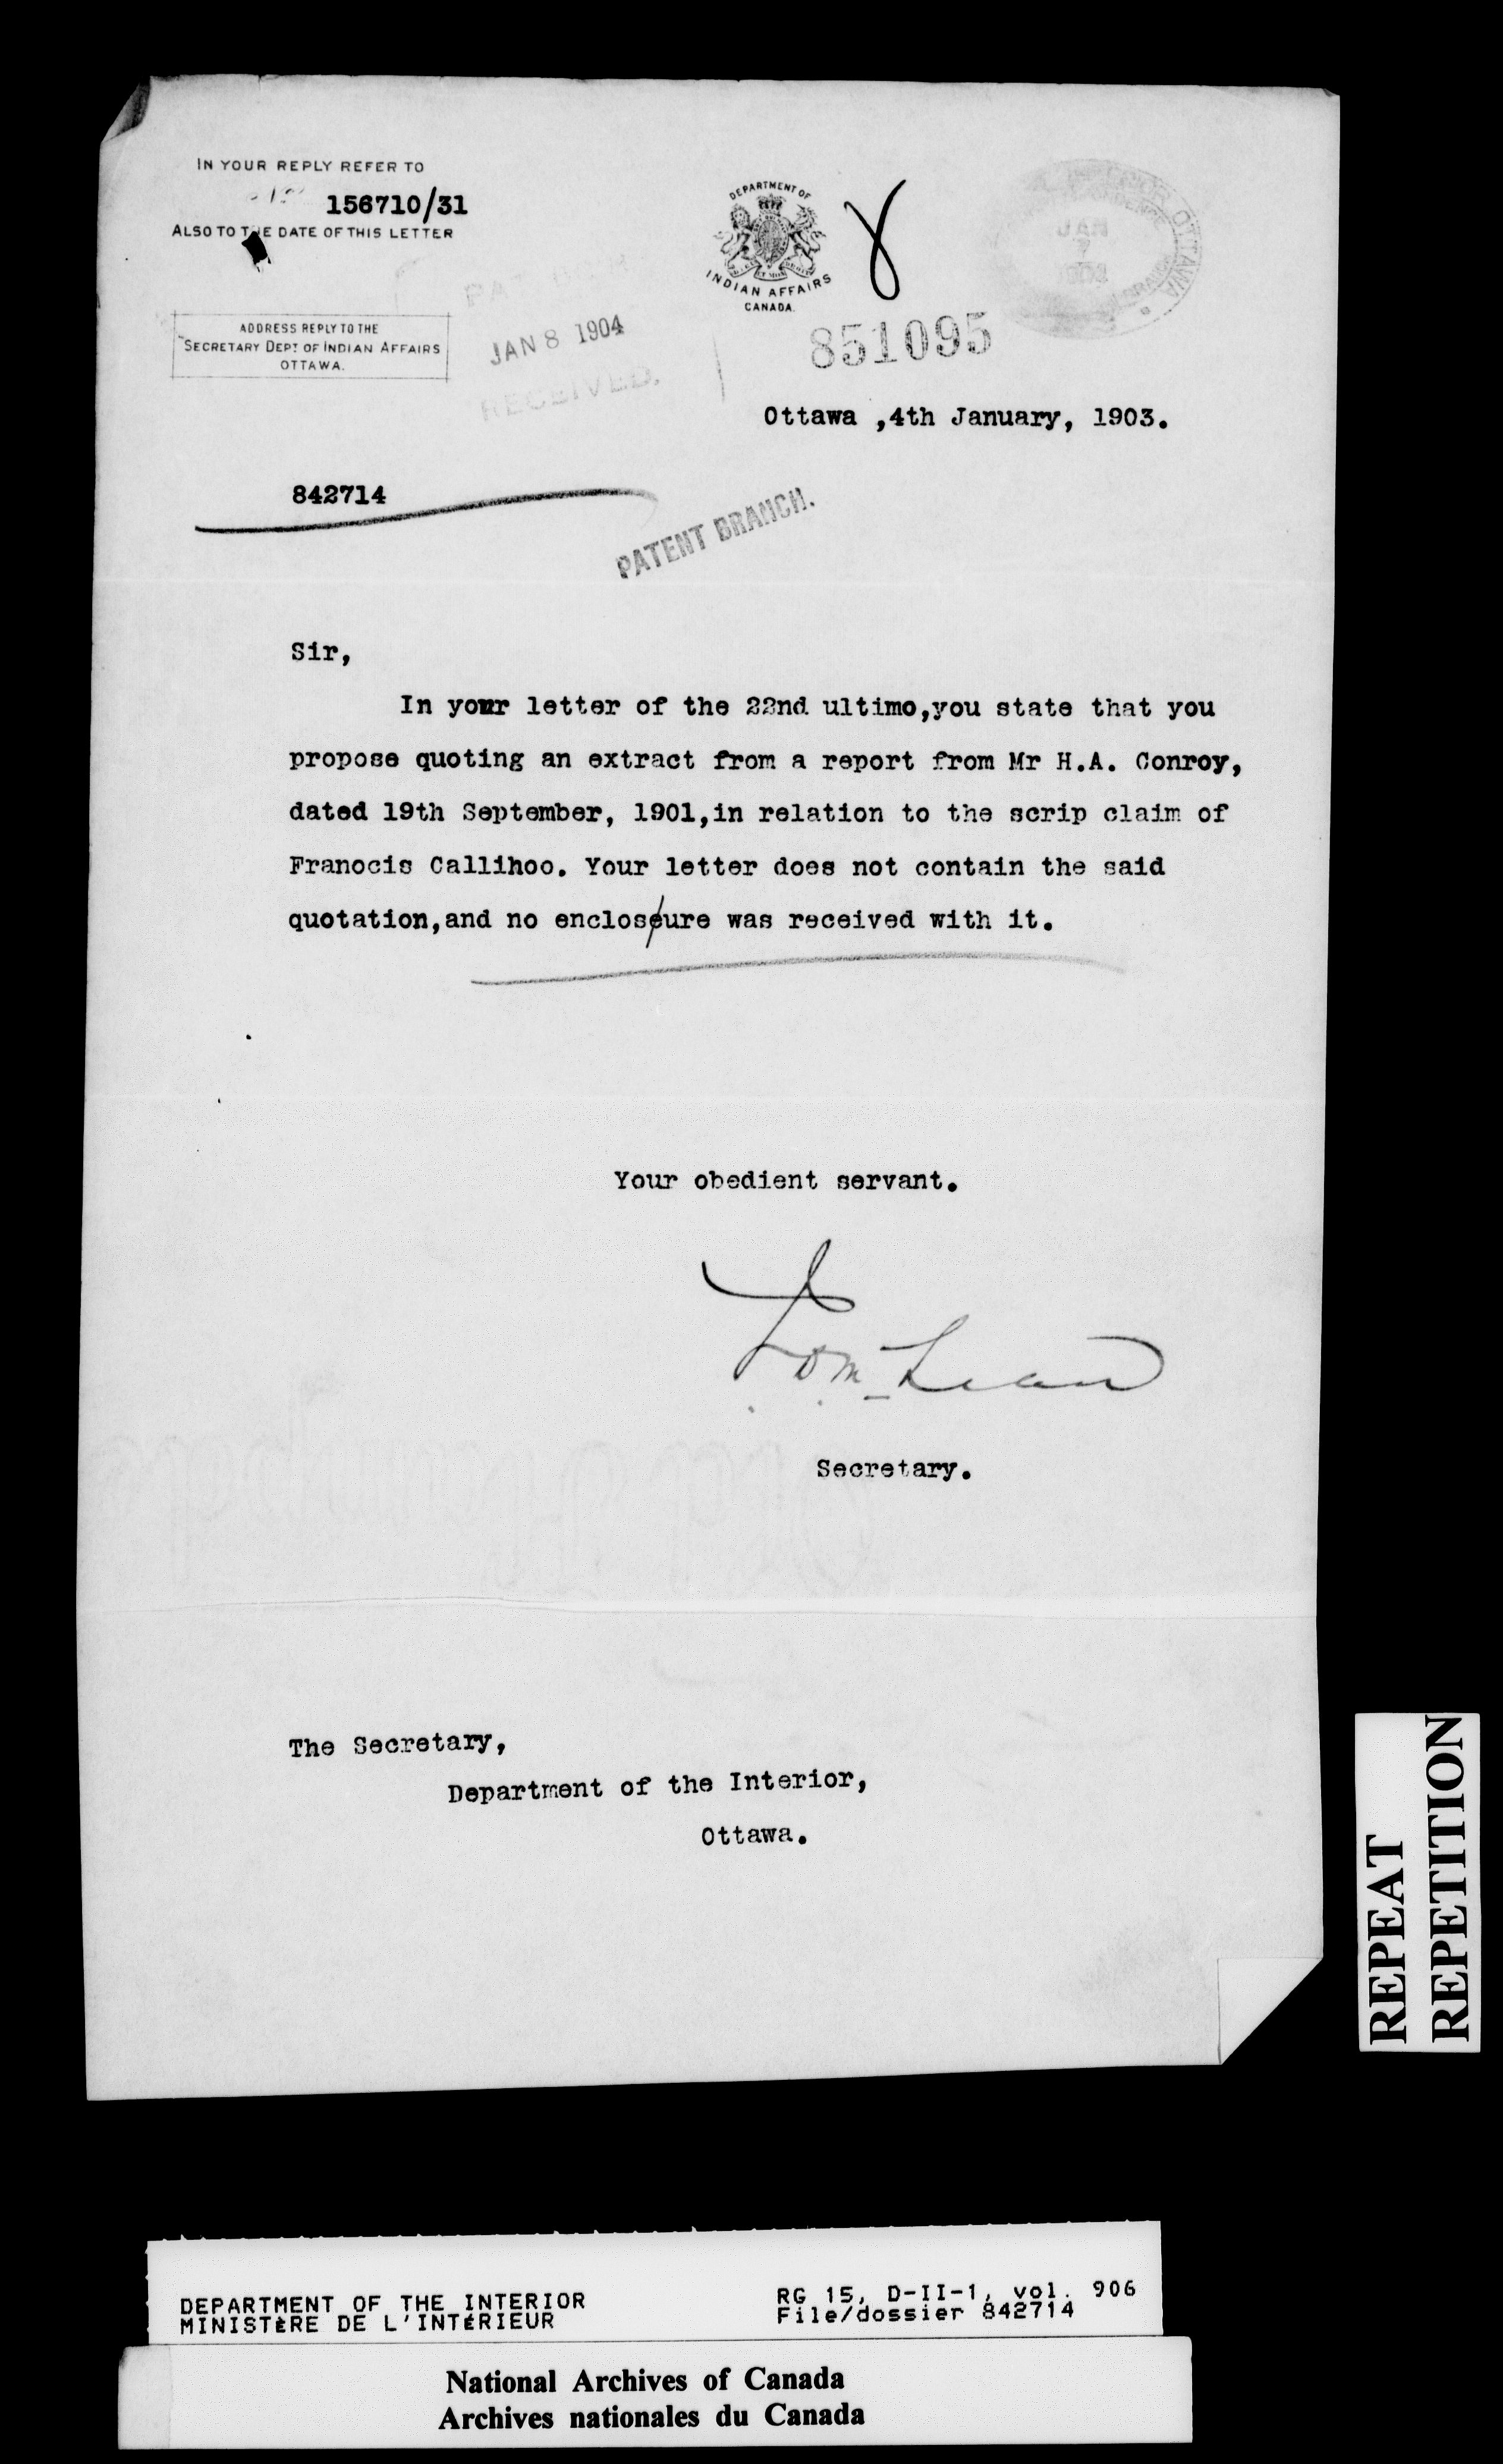 IN YOUR REPLY REFER TO
156710/31
ALSO TO THE DATE OF THIS LETTER
ADDRESS REPLY TO THE
SECRETARY DEPT OF INDIAN AFFAIRS
OTTAWA.
DEPARTMENT OF
INDIAN AFFAIRS
CANADA.
8
OTTAWA
JAN
JAN 8 1904
RECEIVED.
851095
Ottawa ,4th January, 1903.
842714
PATENT BRANCH.
Sir,
In your letter of the 22nd ultimo,you state that you
propose quoting an extract from a report from Mr H.A. Conroy,
dated 19th September, 1901,in relation to the scrip claim of
Franocis Callihoo. Your letter does not contain the said
quotation,and no enclosure was received with it.
Your obedient servant.
J. D. McLean
Secretary.
The Secretary,
Department of the Interior,
Ottawa.
REPEAT
REPETITION
DEPARTMENT OF THE INTERIOR
MINISTÈRE DE L'INTÉRIEUR
RG 15, D-II-1, vol. 906
File/dossier 842714
National Archives of Canada
Archives nationales du Canada